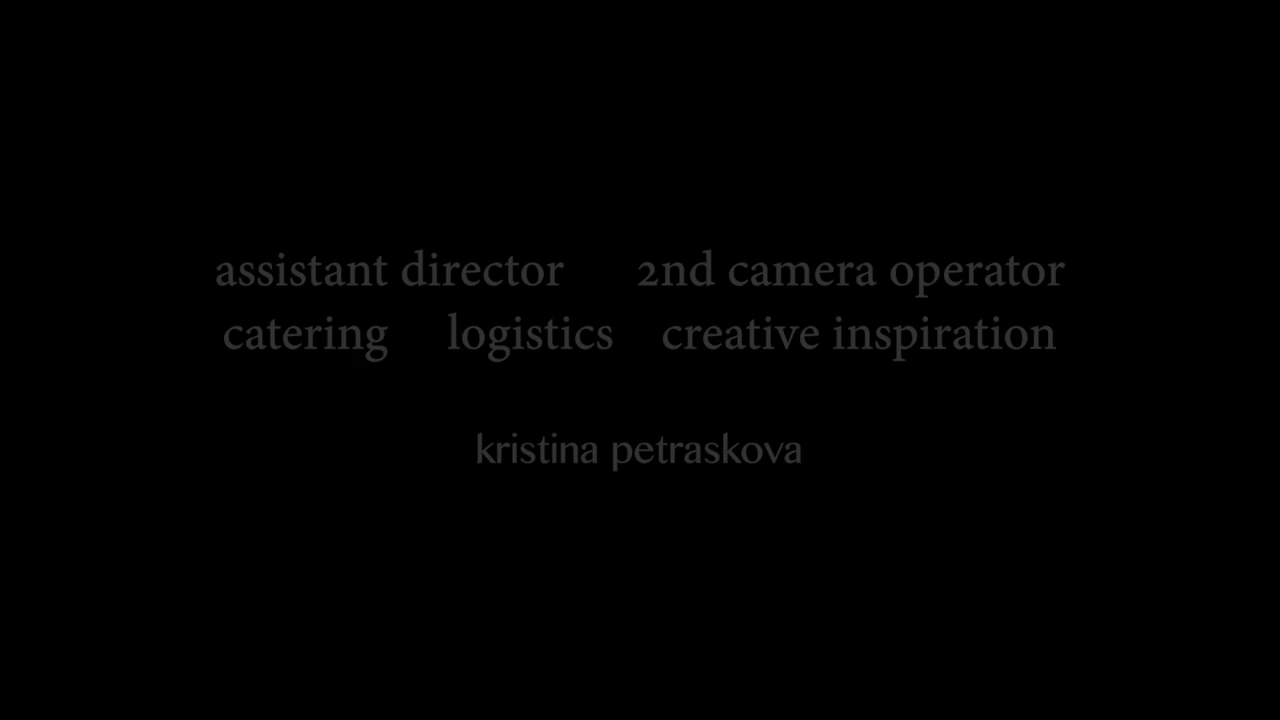 assistant director 2nd camera operator
catering logistics creative inspiration
kristina petraskova